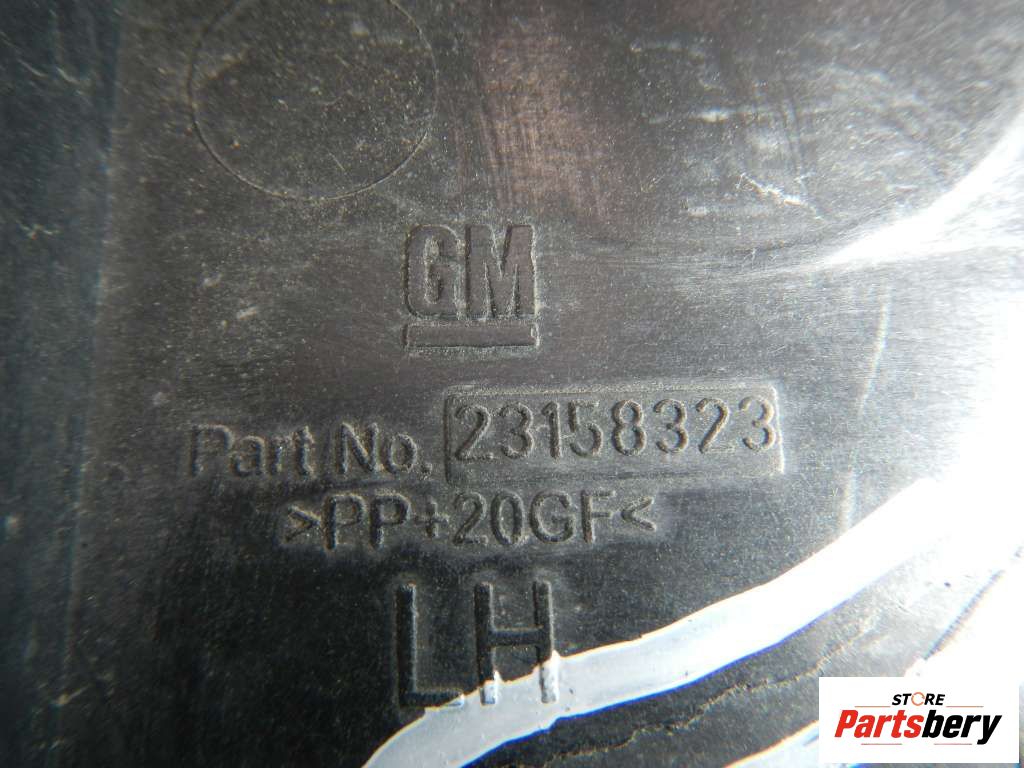 GM
Part No. 23158323
>PP+20GF<
LH
STORE
Partsbery